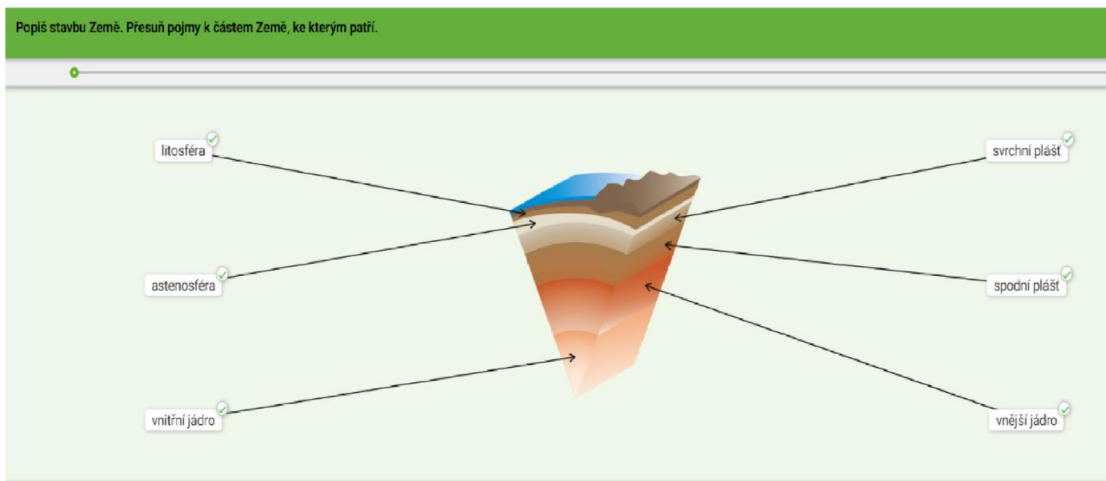 Popiš stavbu Země. Přesuň pojmy k částem Země, ke kterým patří.
litosféra
svrchní plášť
astenosféra
spodní plášť
vnitřní jádro
vnější jádro